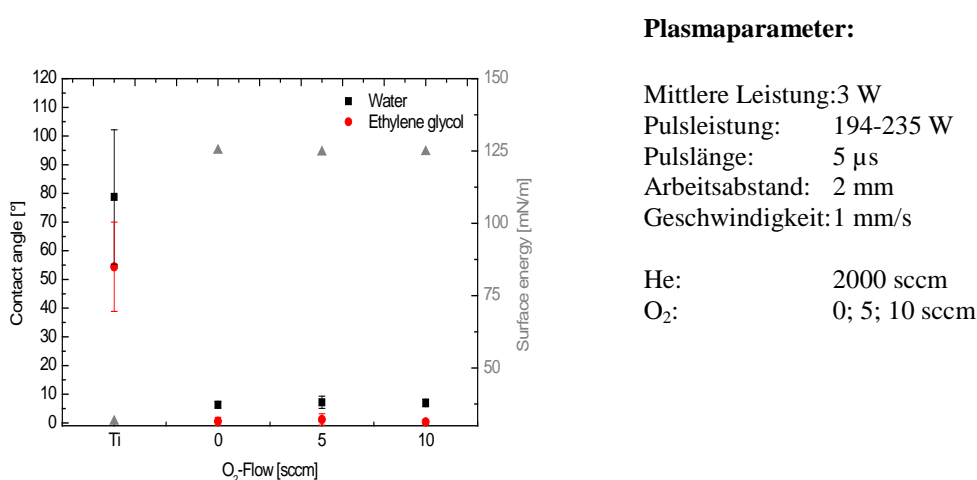 Plasmaparameter:
Mittlere Leistung:3 W
Pulsleistung: 194-235 W
Pulslänge: 5 µs
Arbeitsabstand: 2 mm
Geschwindigkeit:1 mm/s
He: 2000 sccm
O₂: 0; 5; 10 sccm
120
110
100
90
80
70
60
50
40
30
20
10
0
Contact angle [°]
Water
Ethylene glycol
150
125
100
75
50
Surface energy [mN/m]
Ti 0 5 10
O₂-Flow [sccm]